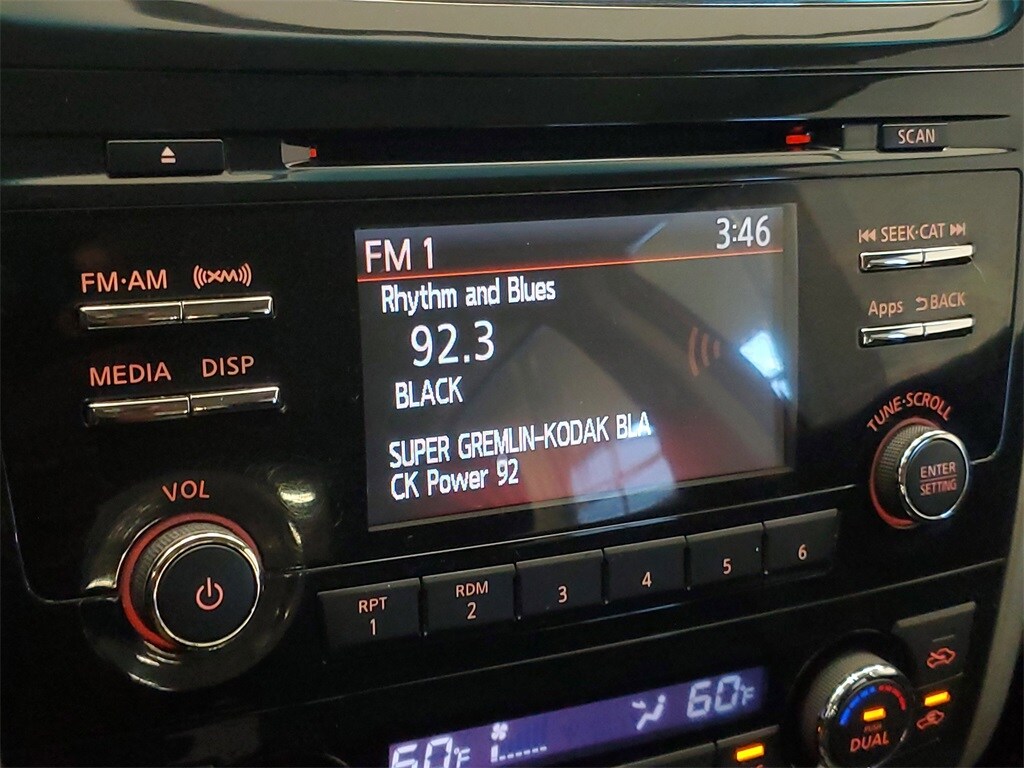 SCAN
FM 1 3:46
Rhythm and Blues
92.3
BLACK
SUPER GREMLIN-KODAK BLA
CK Power 92
FM·AM ((XM))
MEDIA DISP
VOL
SEEK·CAT
Apps BACK
TUNE·SCROLL
ENTER
SETTING
RPT
1
RDM
2
3
4
5
6
60°F
60°F
PUSH
DUAL